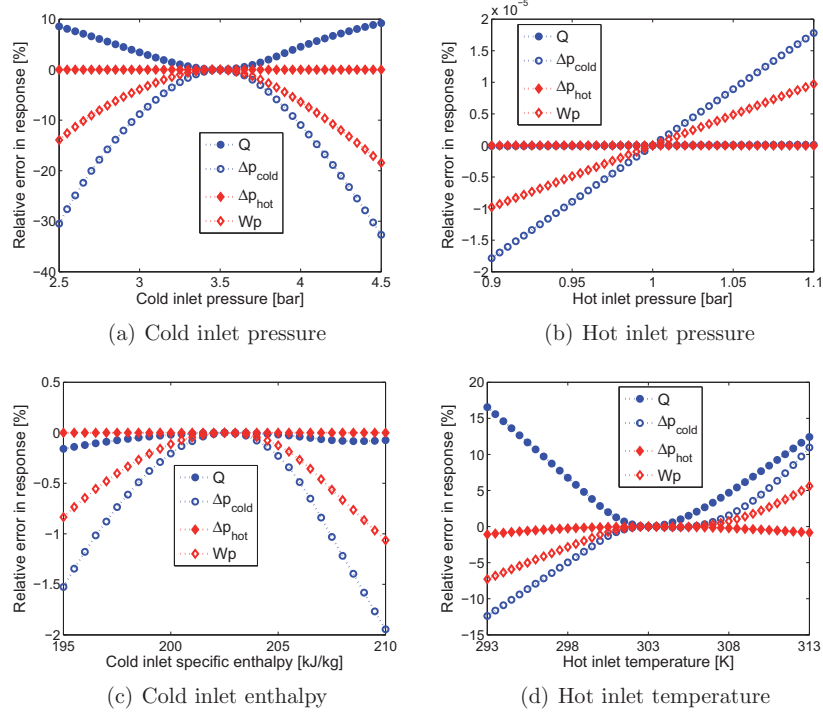 10
0
−10
−20
−30
−40
2.5
3
3.5
4
4.5
Relative error in response [%]
Cold inlet pressure [bar]
Q
Δp_cold
Δp_hot
Wp
(a) Cold inlet pressure
x 10^-5
2
1.5
1
0.5
0
−0.5
−1
−1.5
−2
0.9
0.95
1
1.05
1.1
Relative error in response [%]
Hot inlet pressure [bar]
Q
Δp_cold
Δp_hot
Wp
(b) Hot inlet pressure
0.5
0
−0.5
−1
−1.5
−2
195
200
205
210
Relative error in response [%]
Cold inlet specific enthalpy [kJ/kg]
Q
Δp_cold
Δp_hot
Wp
(c) Cold inlet enthalpy
20
15
10
5
0
−5
−10
−15
293
298
303
308
313
Relative error in response [%]
Hot inlet temperature [K]
Q
Δp_cold
Δp_hot
Wp
(d) Hot inlet temperature